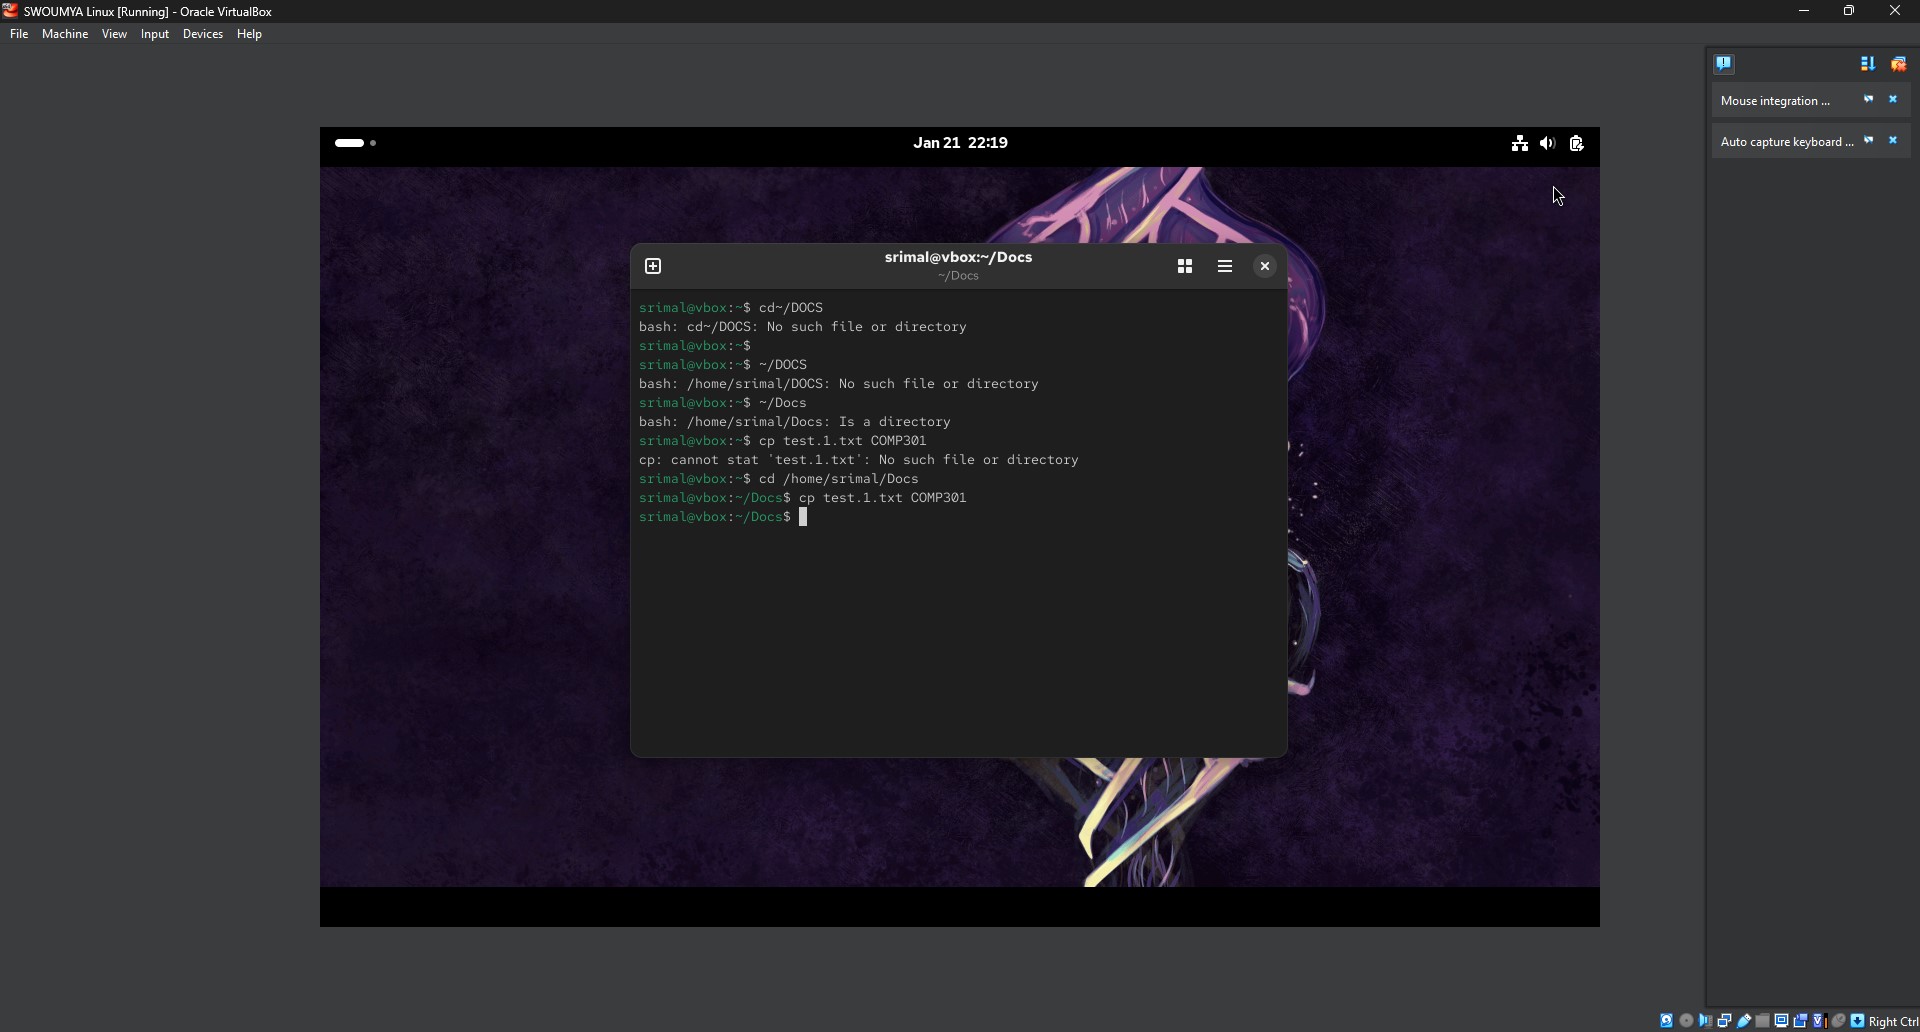 SWOUMYA Linux [Running] - Oracle VirtualBox
File Machine View Input Devices Help
Mouse integration ...
Auto capture keyboard ...
Jan 21 22:19
srimal@vbox:~/Docs
~/Docs
srimal@vbox:~$ cd~/DOCS
bash: cd~/DOCS: No such file or directory
srimal@vbox:~$
srimal@vbox:~$ ~/DOCS
bash: /home/srimal/DOCS: No such file or directory
srimal@vbox:~$ ~/Docs
bash: /home/srimal/Docs: Is a directory
srimal@vbox:~$ cp test.1.txt COMP301
cp: cannot stat 'test.1.txt': No such file or directory
srimal@vbox:~$ cd /home/srimal/Docs
srimal@vbox:~/Docs$ cp test.1.txt COMP301
srimal@vbox:~/Docs$
Right Ctrl